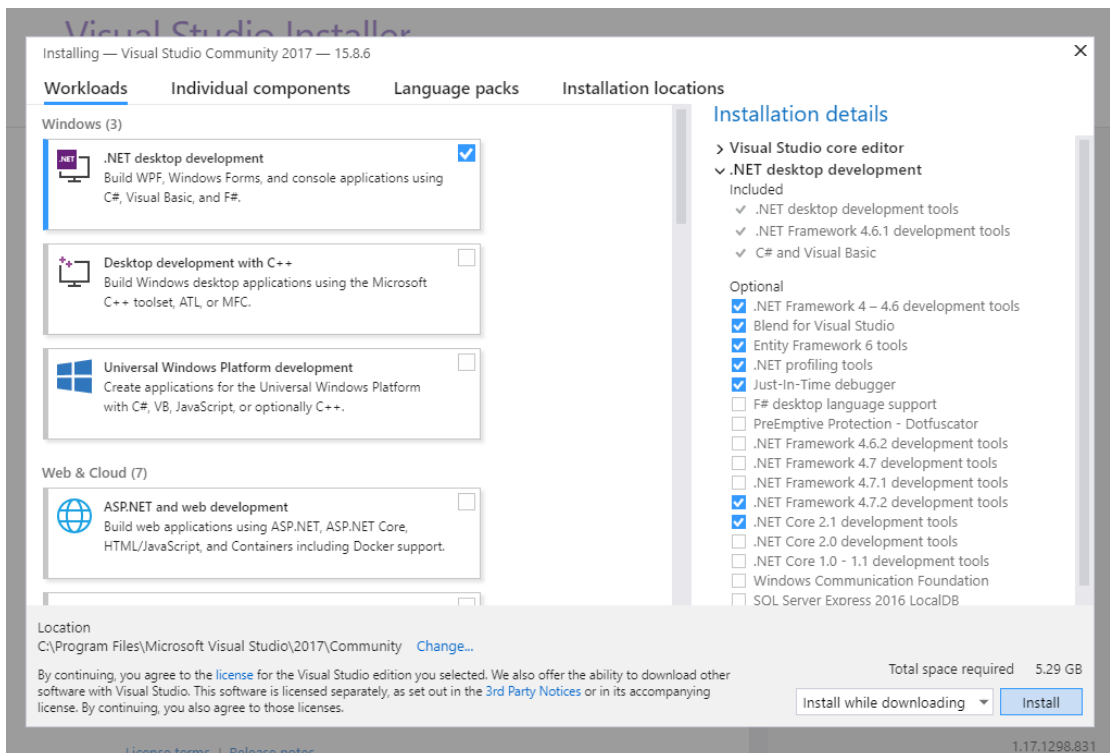 Visual Studio Installer
Installing — Visual Studio Community 2017 — 15.8.6
Workloads
Individual components
Language packs
Installation locations
Windows (3)
.NET
.NET desktop development
Build WPF, Windows Forms, and console applications using
C#, Visual Basic, and F#.
Desktop development with C++
Build Windows desktop applications using the Microsoft
C++ toolset, ATL, or MFC.
Universal Windows Platform development
Create applications for the Universal Windows Platform
with C#, VB, JavaScript, or optionally C++.
Web & Cloud (7)
ASP.NET and web development
Build web applications using ASP.NET, ASP.NET Core,
HTML/JavaScript, and Containers including Docker support.
Installation details
Visual Studio core editor
.NET desktop development
Included
.NET desktop development tools
.NET Framework 4.6.1 development tools
C# and Visual Basic
Optional
.NET Framework 4 – 4.6 development tools
Blend for Visual Studio
Entity Framework 6 tools
.NET profiling tools
Just-In-Time debugger
F# desktop language support
PreEmptive Protection - Dotfuscator
.NET Framework 4.6.2 development tools
.NET Framework 4.7 development tools
.NET Framework 4.7.1 development tools
.NET Framework 4.7.2 development tools
.NET Core 2.1 development tools
.NET Core 2.0 development tools
.NET Core 1.0 - 1.1 development tools
Windows Communication Foundation
SQL Server Express 2016 LocalDB
Location
C:\Program Files\Microsoft Visual Studio\2017\Community Change...
By continuing, you agree to the license for the Visual Studio edition you selected. We also offer the ability to download other
software with Visual Studio. This software is licensed separately, as set out in the 3rd Party Notices or in its accompanying
license. By continuing, you also agree to those licenses.
Total space required 5.29 GB
Install while downloading
Install
License terms | Release notes
1.17.1298.831